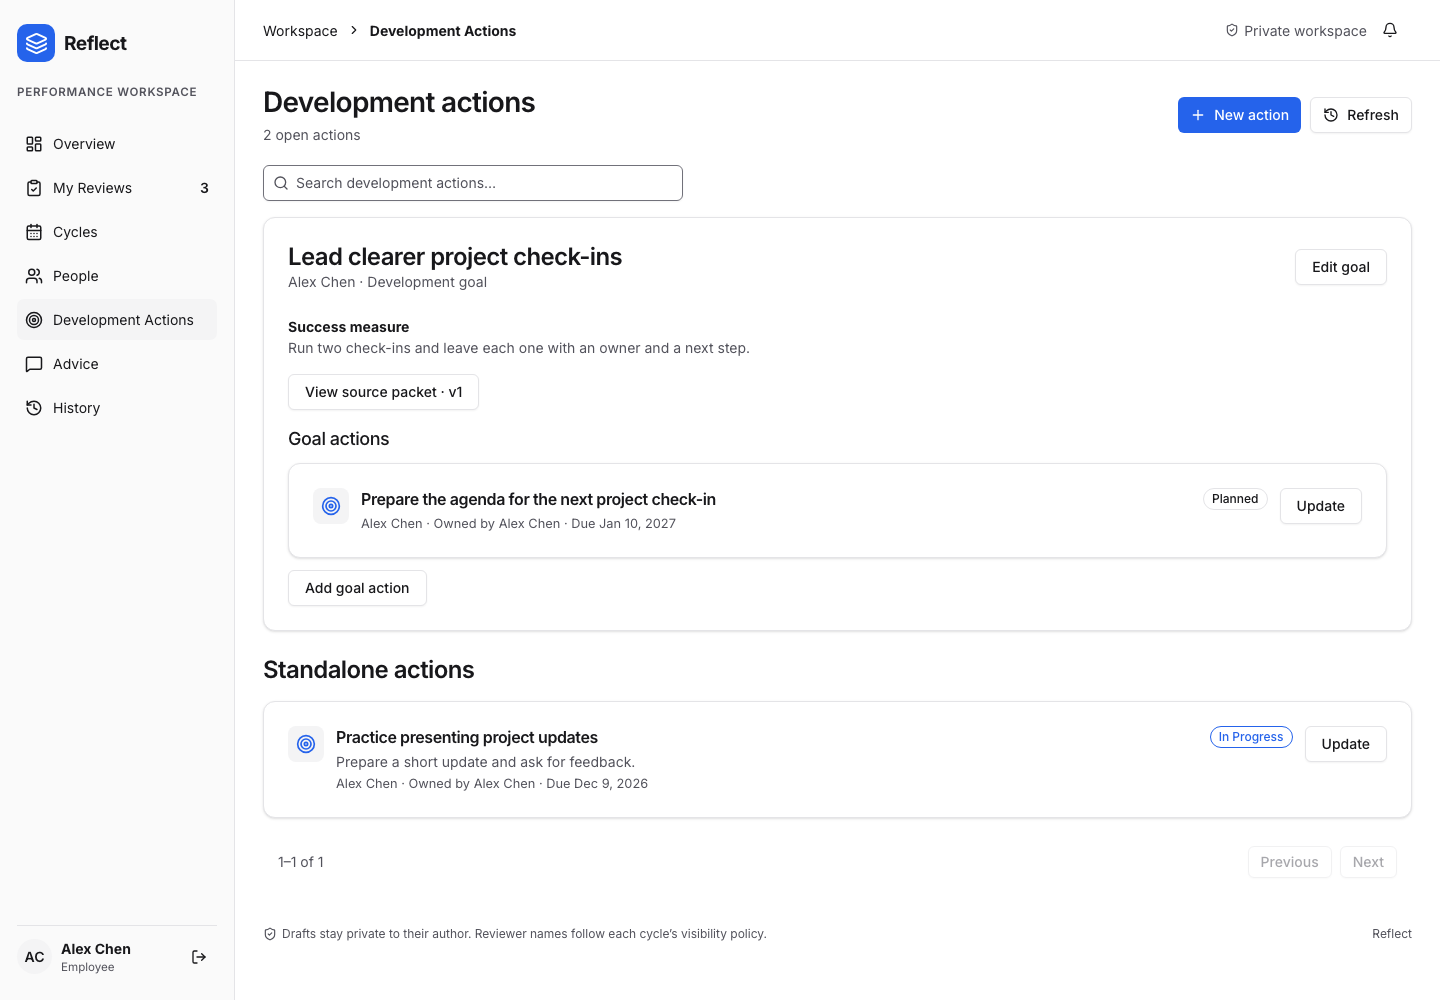 Reflect
PERFORMANCE WORKSPACE
Overview
My Reviews 3
Cycles
People
Development Actions
Advice
History
AC
Alex Chen
Employee
Workspace > Development Actions
Private workspace
Development actions
2 open actions
New action
Refresh
Search development actions...
Lead clearer project check-ins
Alex Chen · Development goal
Edit goal
Success measure
Run two check-ins and leave each one with an owner and a next step.
View source packet · v1
Goal actions
Prepare the agenda for the next project check-in
Alex Chen · Owned by Alex Chen · Due Jan 10, 2027
Planned
Update
Add goal action
Standalone actions
Practice presenting project updates
Prepare a short update and ask for feedback.
Alex Chen · Owned by Alex Chen · Due Dec 9, 2026
In Progress
Update
1–1 of 1
Previous
Next
Drafts stay private to their author. Reviewer names follow each cycle’s visibility policy.
Reflect